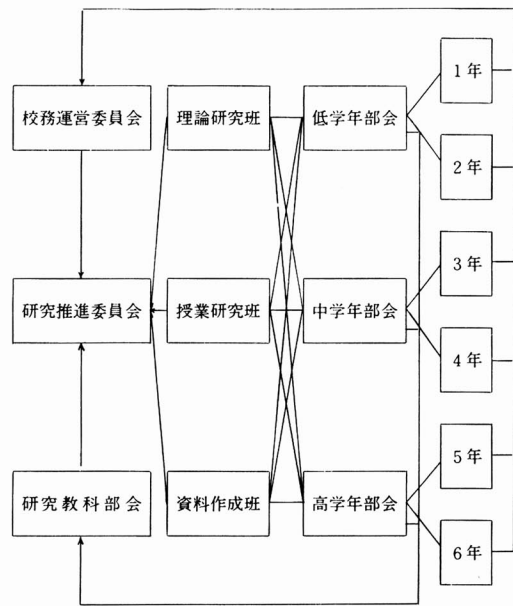 校務運営委員会
理論研究班
低学年部会
1年
2年
研究推進委員会
授業研究班
中学年部会
3年
4年
研究教科部会
資料作成班
高学年部会
5年
6年